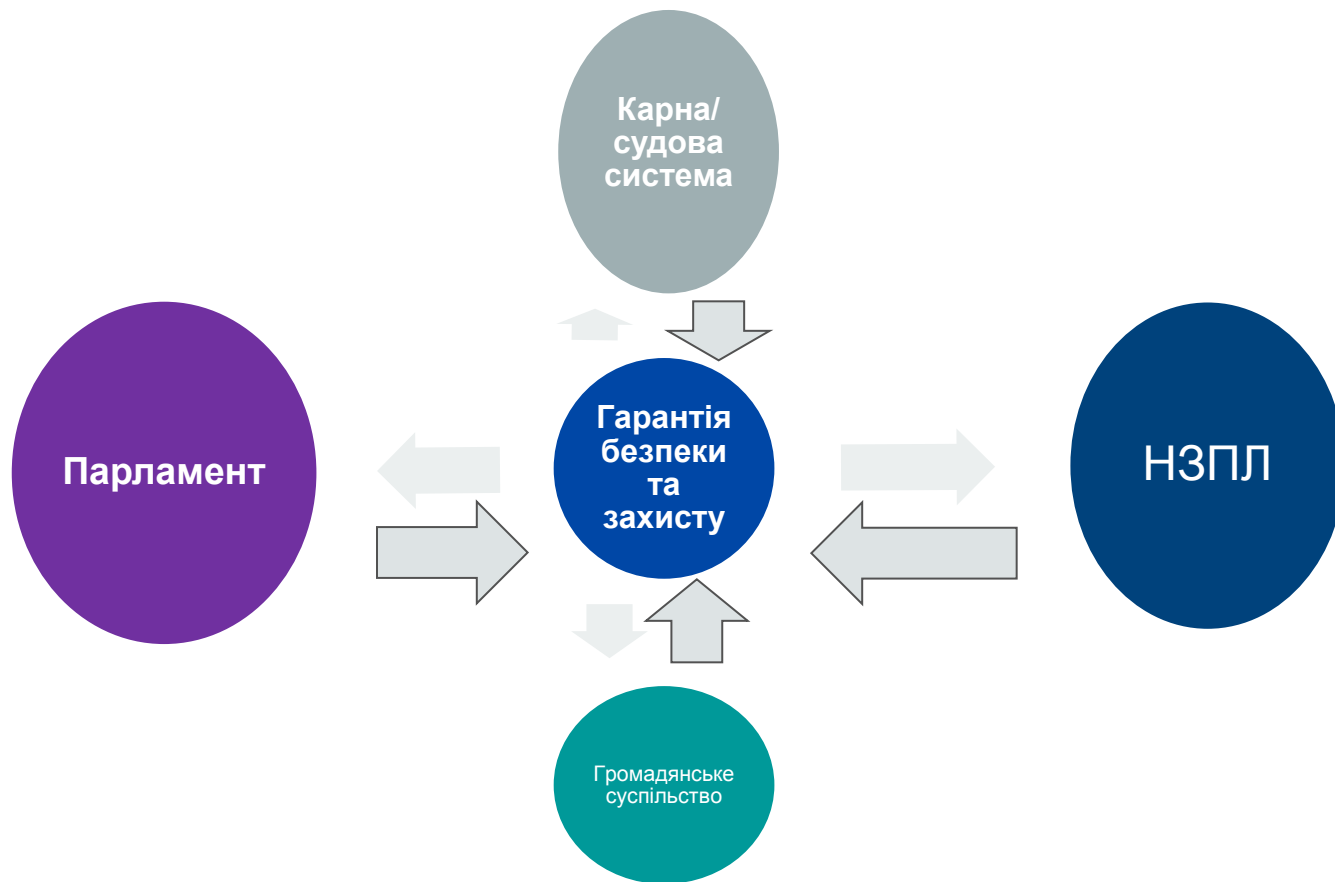 Карна/
судова
система
Парламент
Гарантія
безпеки
та
захисту
НЗПЛ
Громадянське
суспільство